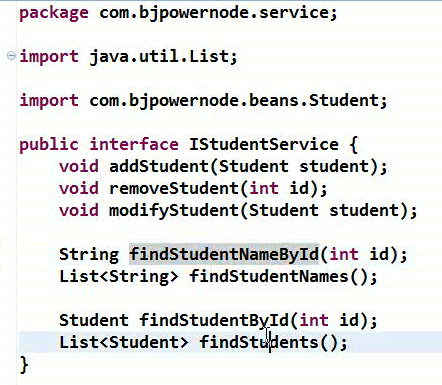 package com.bjpowernode.service;
import java.util.List;
import com.bjpowernode.beans.Student;
public interface IStudentService {
void addStudent(Student student);
void removeStudent(int id);
void modifyStudent(Student student);
String findStudentNameById(int id);
List<String> findStudentNames();
Student findStudentById(int id);
List<Student> findStudents();
}